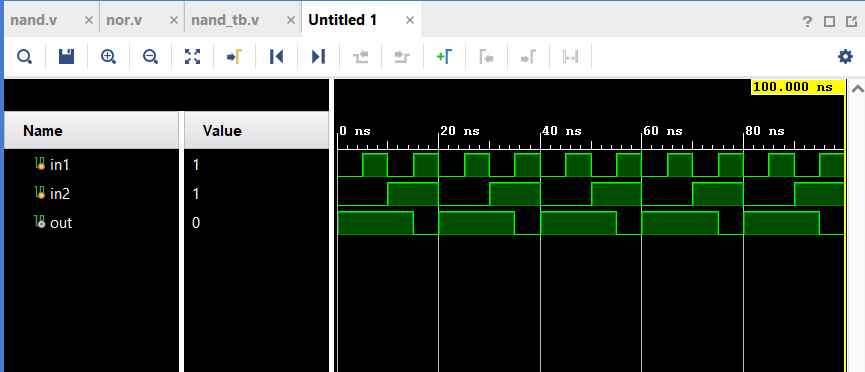 nand.v × nor.v × nand_tb.v × Untitled 1 ×
?
100.000 ns
Name Value
0 ns 20 ns 40 ns 60 ns 80 ns
in1 1
in2 1
out 0